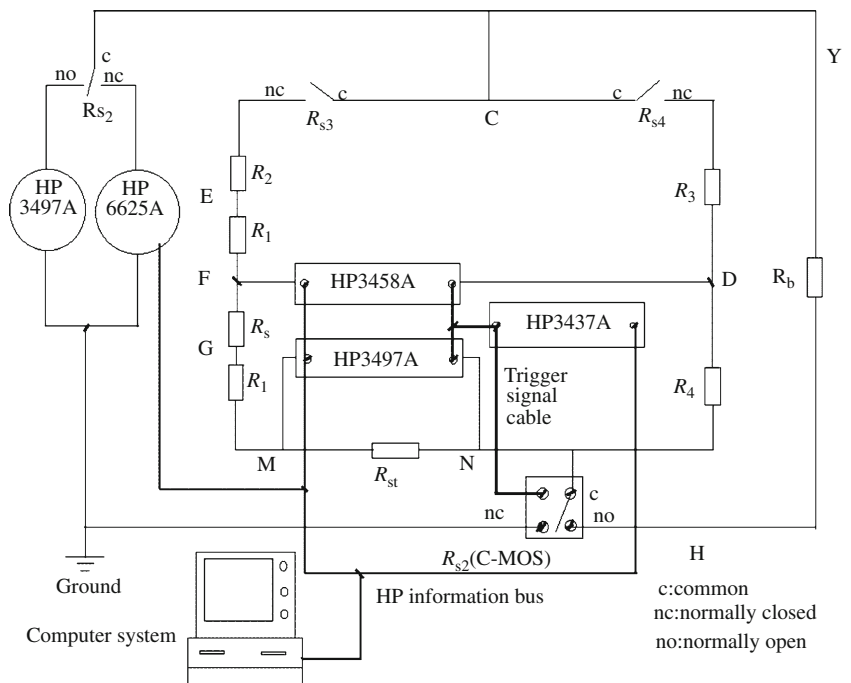 Y
c
no
nc
Rs2
nc
c
Rs3
C
c
nc
Rs4
HP
3497A
HP
6625A
E
R2
R1
R3
F
HP3458A
D
Rb
HP3437A
G
Rs
HP3497A
R1
Trigger
signal
cable
R4
M
Rst
N
c
nc
no
Rs2(C-MOS)
H
Ground
HP information bus
Computer system
c:common
nc:normally closed
no:normally open